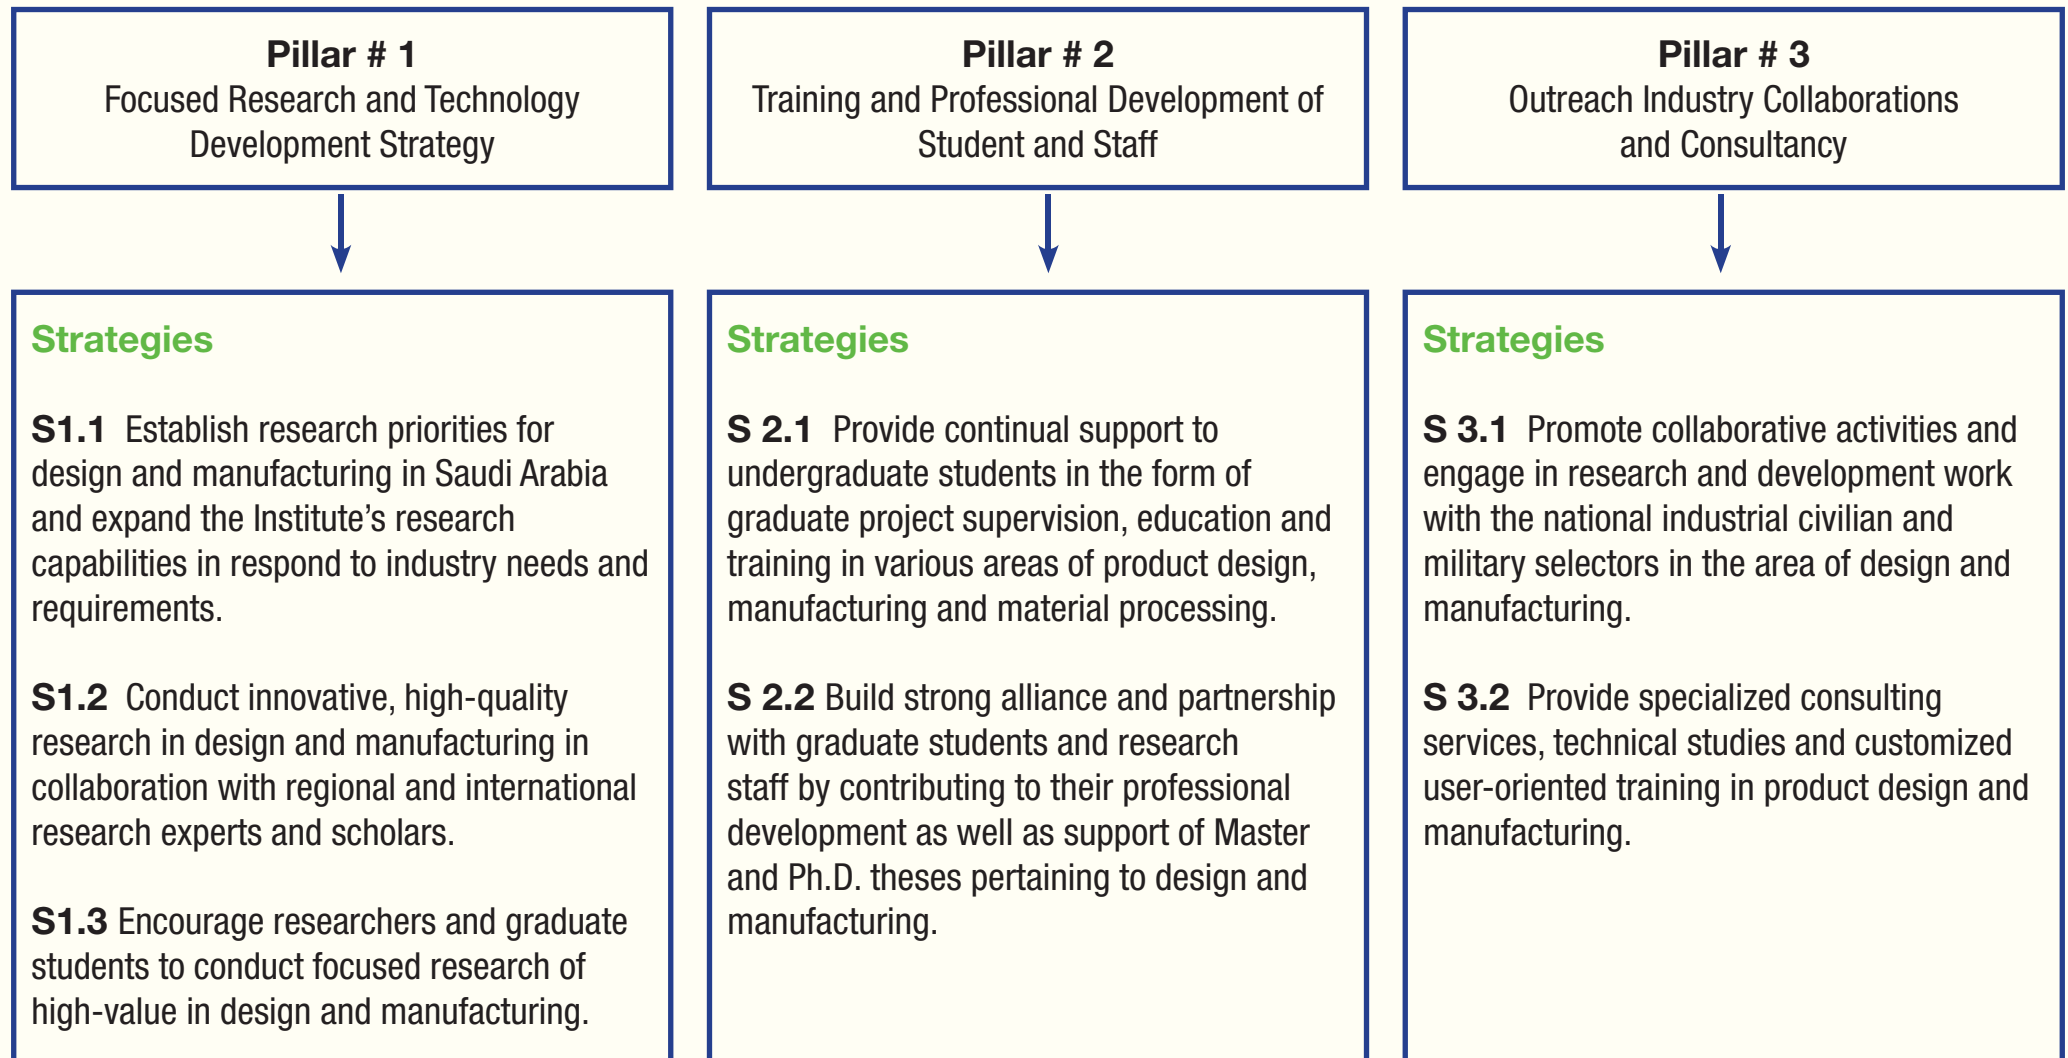 Pillar # 1
Focused Research and Technology
Development Strategy
Pillar # 2
Training and Professional Development of
Student and Staff
Pillar # 3
Outreach Industry Collaborations
and Consultancy
Strategies
S1.1 Establish research priorities for
design and manufacturing in Saudi Arabia
and expand the Institute’s research
capabilities in respond to industry needs and
requirements.
S1.2 Conduct innovative, high-quality
research in design and manufacturing in
collaboration with regional and international
research experts and scholars.
S1.3 Encourage researchers and graduate
students to conduct focused research of
high-value in design and manufacturing.
Strategies
S 2.1 Provide continual support to
undergraduate students in the form of
graduate project supervision, education and
training in various areas of product design,
manufacturing and material processing.
S 2.2 Build strong alliance and partnership
with graduate students and research
staff by contributing to their professional
development as well as support of Master
and Ph.D. theses pertaining to design and
manufacturing.
Strategies
S 3.1 Promote collaborative activities and
engage in research and development work
with the national industrial civilian and
military selectors in the area of design and
manufacturing.
S 3.2 Provide specialized consulting
services, technical studies and customized
user-oriented training in product design and
manufacturing.